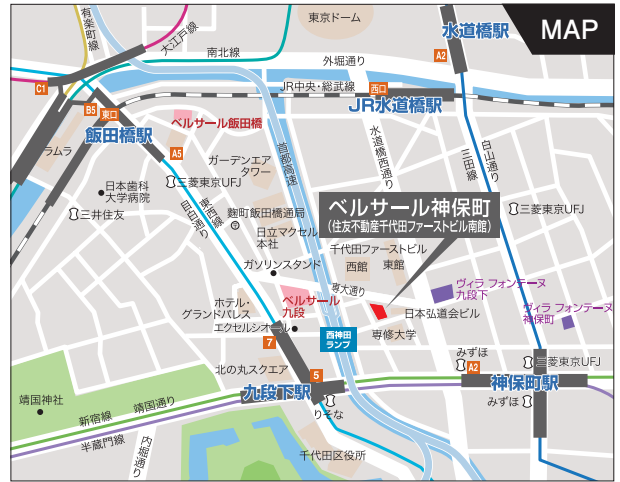 MAP
東京ドーム
水道橋駅
有楽町線
大江戸線
南北線
外堀通り
A2
C1
JR中央・総武線
西口
JR水道橋駅
B5
東口
飯田橋駅
ベルサール飯田橋
首都高速
水道橋西通り
白山通り
三田線
ラムラ
A5
ガーデンエア
タワー
三菱東京UFJ
日本歯科
大学病院
三井住友
東西線
目白通り
麹町飯田橋通局
日立マクセル
本社
ベルサール神保町
(住友不動産千代田ファーストビル南館)
三菱東京UFJ
千代田ファーストビル
西館
東館
ガソリンスタンド
専大通り
ヴィラ フォンテーヌ
九段下
ヴィラ フォンテーヌ
神保町
ホテル・
グランドパレス
ベルサール
九段
エクセルシオール
日本弘道会ビル
西神田
ランプ
専修大学
7
みずほ
A2
三菱東京UFJ
北の丸スクエア
5
九段下駅
神保町駅
みずほ
りそな
靖国神社
新宿線
靖国通り
半蔵門線
内堀通り
千代田区役所